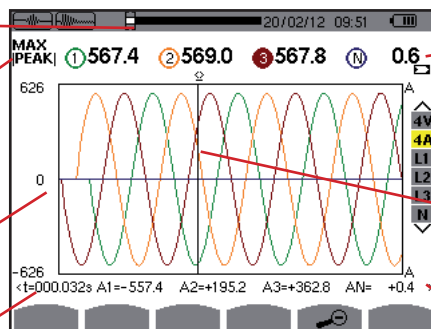 20/02/12 09:51
MAX |PEAK| 1 567.4 2 569.0 3 567.8 N 0.6
626 A
4V
4A
L1
0
L2
L3
N
-626 A
<t=000.032s A1=-557.4 A2=+195.2 A3=+362.8 AN= +0.4